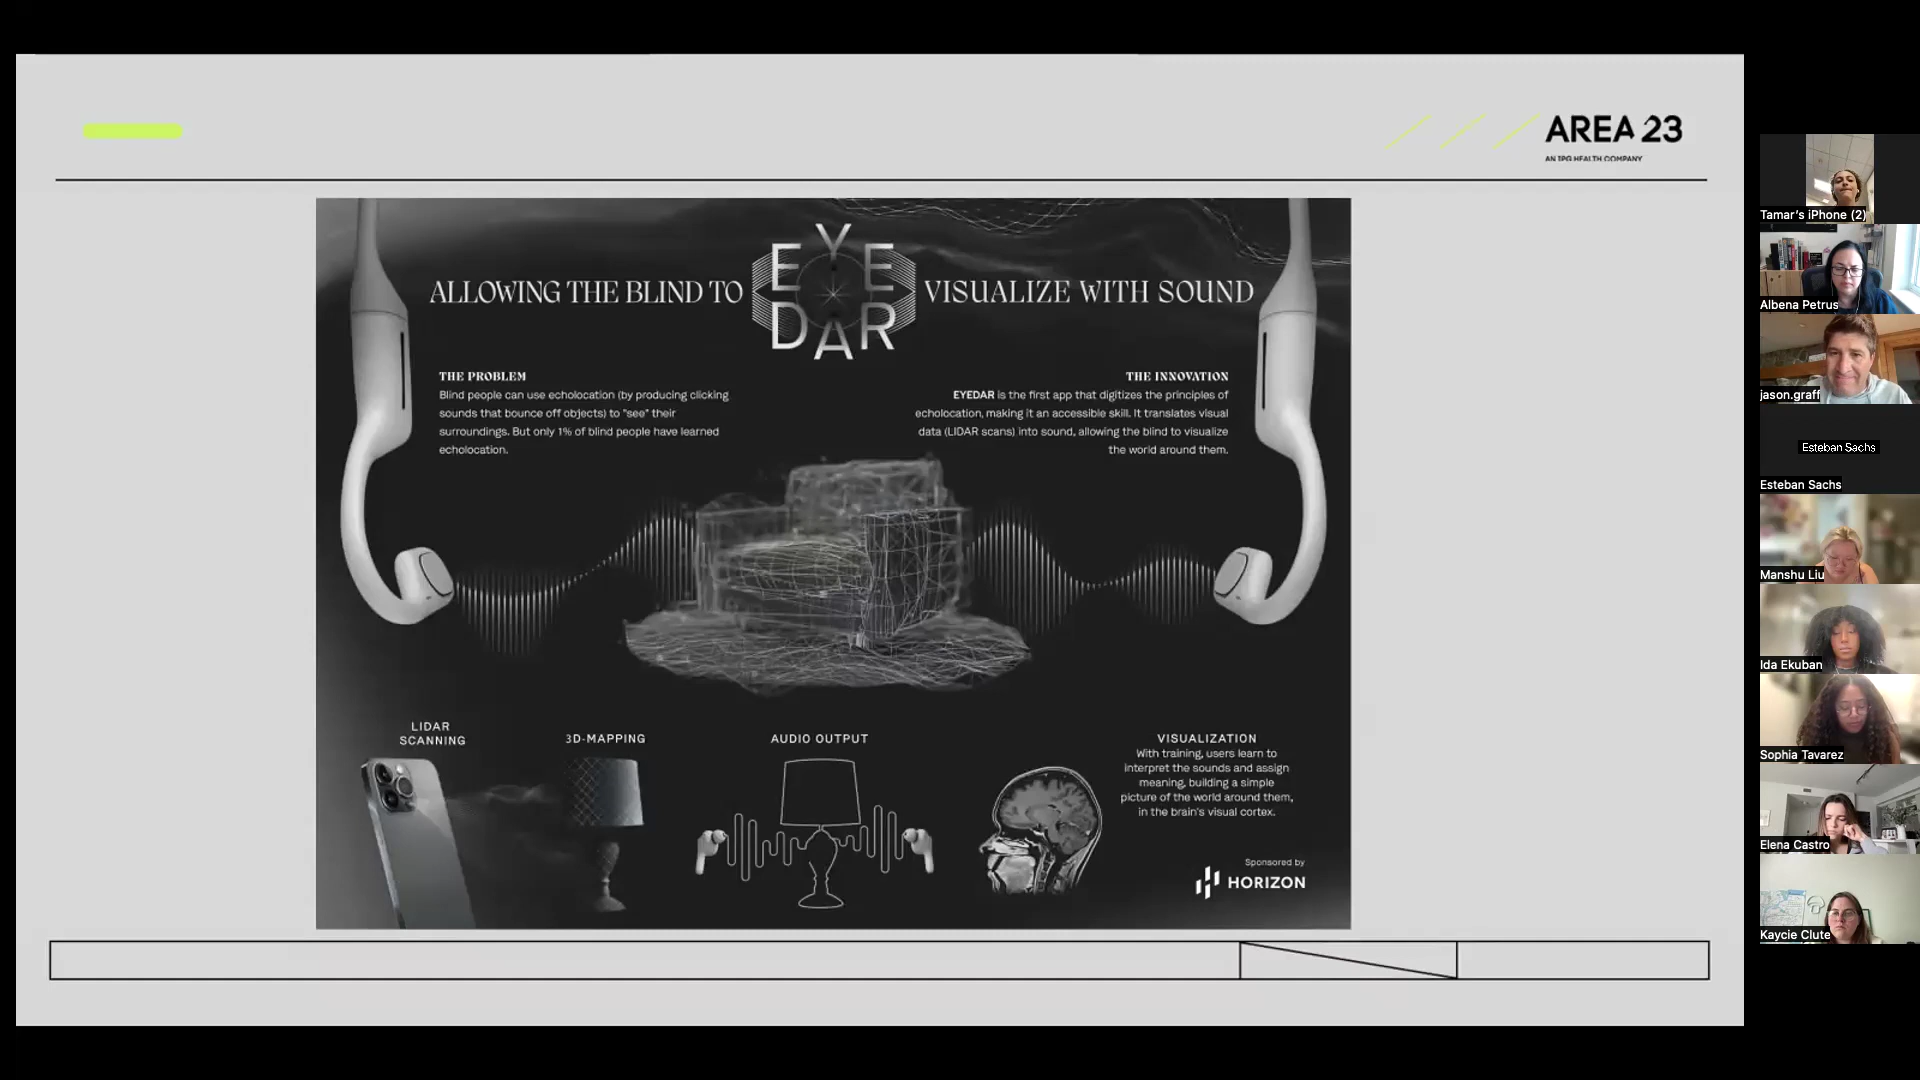 AREA 23
AN IPG HEALTH COMPANY
ALLOWING THE BLIND TO
EYE
DAR
VISUALIZE WITH SOUND
THE PROBLEM
Blind people can use echolocation (by producing clicking
sounds that bounce off objects) to "see" their
surroundings. But only 1% of blind people have learned
echolocation.
THE INNOVATION
EYEDAR is the first app that digitizes the principles of
echolocation, making it an accessible skill. It translates visual
data (LIDAR scans) into sound, allowing the blind to visualize
the world around them.
LIDAR
SCANNING
3D-MAPPING
AUDIO OUTPUT
VISUALIZATION
With training, users learn to
interpret the sounds and assign
meaning, building a simple
picture of the world around them,
in the brain's visual cortex.
Sponsored by
HORIZON
Tamar's iPhone (2)
Albena Petrus
jason.graff
Esteban Sachs
Esteban Sachs
Manshu Liu
Ida Ekuban
Sophia Tavarez
Elena Castro
Kaycie Clute